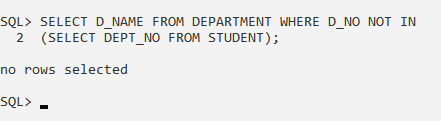 SQL> SELECT D_NAME FROM DEPARTMENT WHERE D_NO NOT IN
2 (SELECT DEPT_NO FROM STUDENT);
no rows selected
SQL>